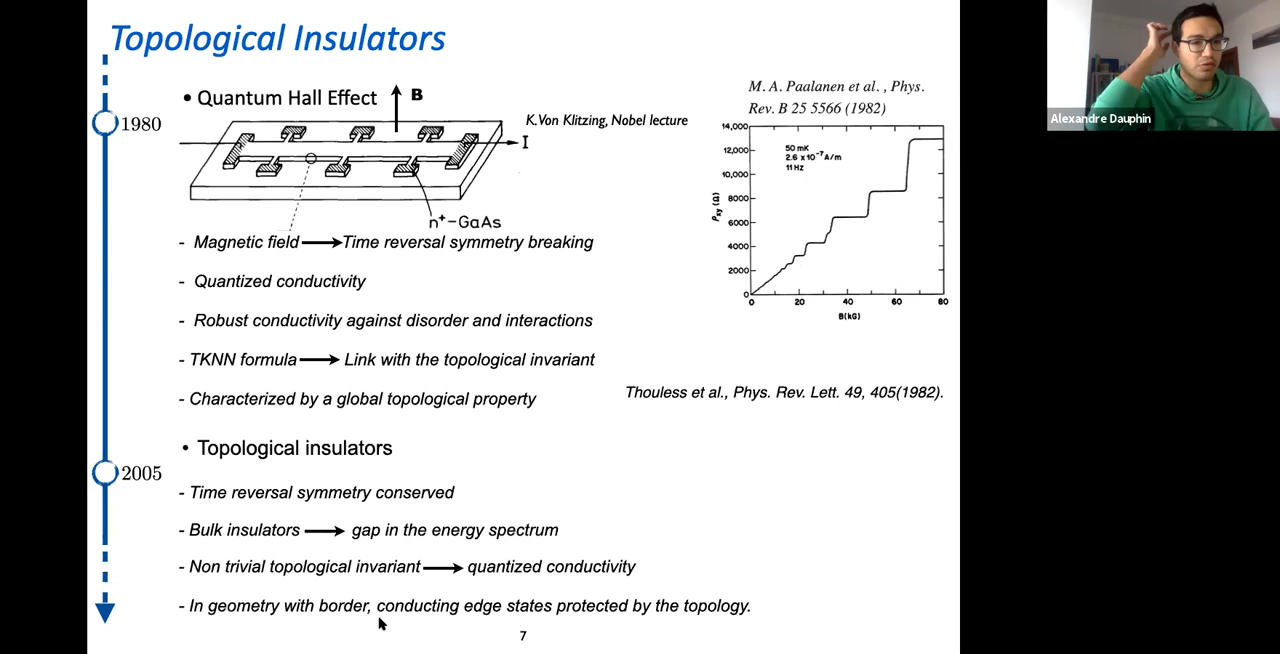 Topological Insulators
Alexandre Dauphin
1980
• Quantum Hall Effect
B
K.Von Klitzing, Nobel lecture
I
n⁺-GaAs
M. A. Paalanen et al. , Phys.
Rev. B 25 5566 (1982)
14,000
12,000
10,000
8000
6000
4000
2000
0
ρxy (Ω)
50 mK
2.6 x10⁻⁷A/m
11 Hz
0 20 40 60 80
B(kG)
- Magnetic field → Time reversal symmetry breaking
- Quantized conductivity
- Robust conductivity against disorder and interactions
- TKNN formula → Link with the topological invariant
- Characterized by a global topological property
Thouless et al., Phys. Rev. Lett. 49, 405(1982).
2005
• Topological insulators
- Time reversal symmetry conserved
- Bulk insulators → gap in the energy spectrum
- Non trivial topological invariant → quantized conductivity
- In geometry with border, conducting edge states protected by the topology.
7